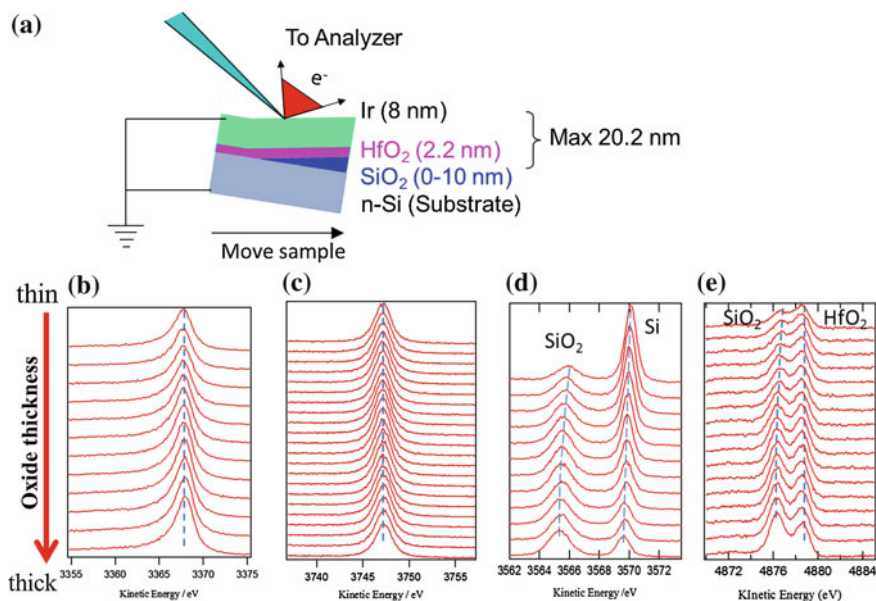 (a)
To Analyzer
e-
Ir (8 nm)
HfO₂ (2.2 nm)
SiO₂ (0-10 nm)
n-Si (Substrate)
Max 20.2 nm
Move sample
thin
Oxide thickness
thick
(b)
3355 3360 3365 3370 3375
Kinetic Energy / eV
(c)
3740 3745 3750 3755
Kinetic Energy / eV
(d)
SiO₂
Si
3562 3564 3566 3568 3570 3572
Kinetic Energy / eV
(e)
SiO₂
HfO₂
4872 4876 4880 4884
KInetic Energy (eV)